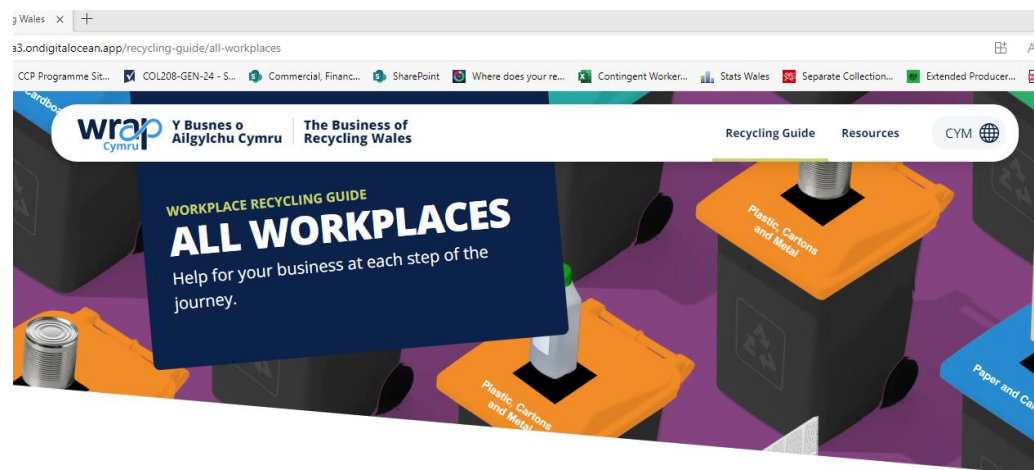 g Wales
a3.ondigitalocean.app/recycling-guide/all-workplaces
CCP Programme Sit... COL208-GEN-24 - S... Commercial, Financ... SharePoint Where does your re... Contingent Worker... Stats Wales Separate Collection... Extended Producer...
Cardbo
wrap Cymru
Y Busnes o Ailgylchu Cymru
The Business of Recycling Wales
Recycling Guide Resources CYM
WORKPLACE RECYCLING GUIDE
ALL WORKPLACES
Help for your business at each step of the
journey.
Plastic, Cartons
and Metal
Plastic, Cartons
and Metal
Paper and Ca